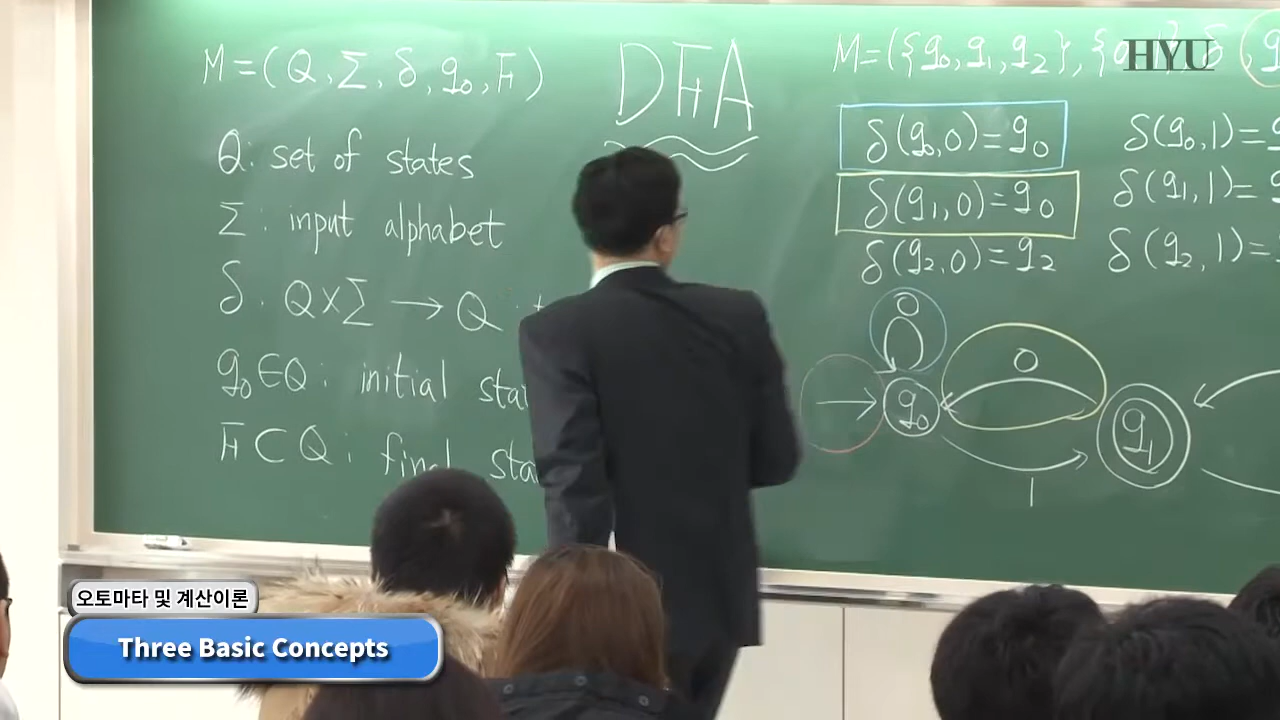 M=(Q,Σ,δ,q₀,F)
DFA
Q: set of states
Σ: input alphabet
δ. Q×Σ → Q :
q₀∈Q: initial
F⊂Q: final
M=({q₀,q₁,q₂},
HYU
δ(q₀,0)=q₀
δ(q₀,1)=
δ(q₁,0)=q₀
δ(q₁,1)=
δ(q₂,0)=q₂
δ(q₂,1)=
0
0
q₀
q₁
1
오토마타 및 계산이론
Three Basic Concepts